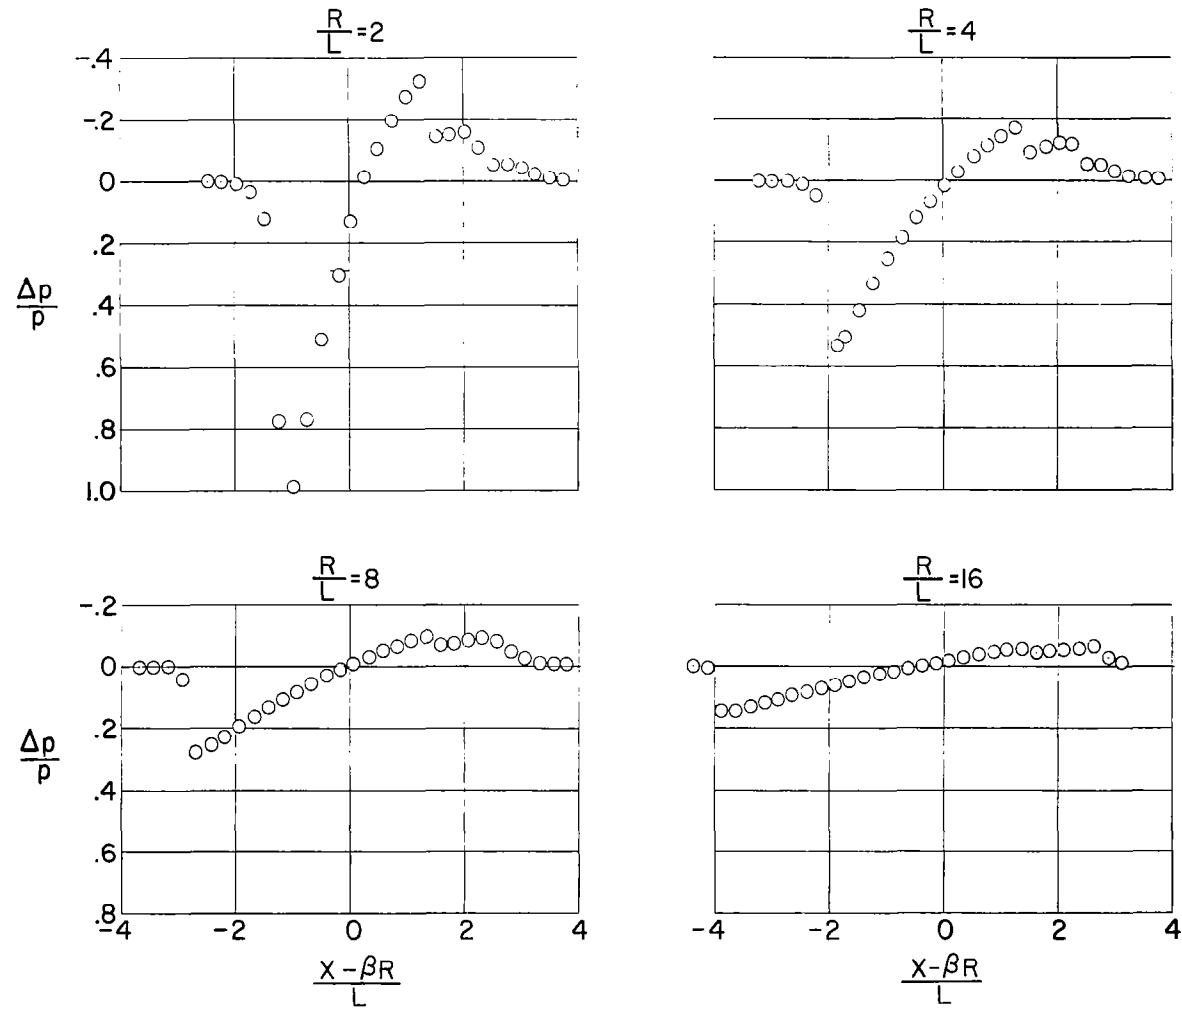 R/L = 2
R/L = 4
-.4
-.2
0
.2
.4
.6
.8
1.0
Δp/p
R/L = 8
R/L = 16
-.2
0
.2
.4
.6
.8
Δp/p
-4 -2 0 2 4
-4 -2 0 2 4
X-βR/L
X-βR/L